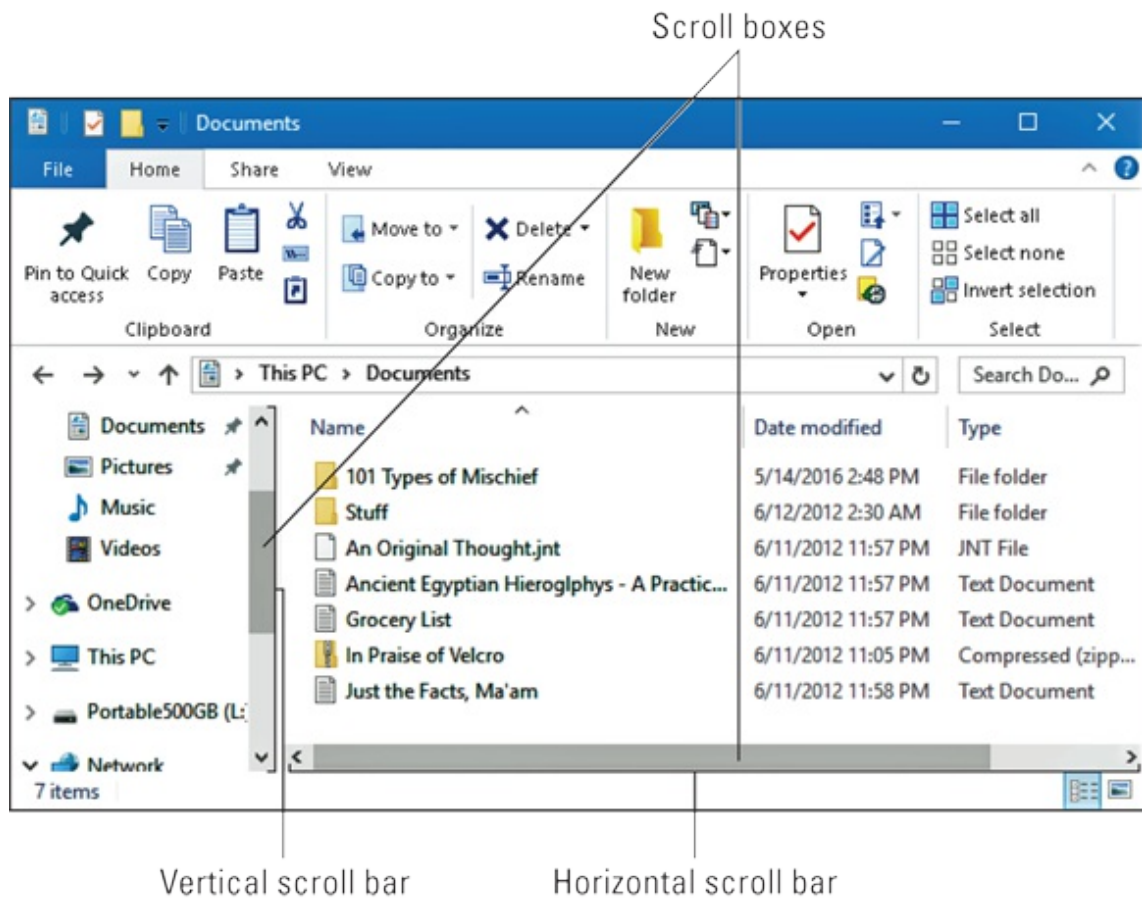 Scroll boxes
Documents
File Home Share View
Pin to Quick access Copy Paste
Clipboard
Move to Delete
Copy to Rename
Organize
New folder
New
Properties
Open
Select all
Select none
Invert selection
Select
This PC > Documents
Search Do...
Documents
Pictures
Music
Videos
OneDrive
This PC
Portable500GB (L:
Network
Name Date modified Type
101 Types of Mischief 5/14/2016 2:48 PM File folder
Stuff 6/12/2012 2:30 AM File folder
An Original Thought.jnt 6/11/2012 11:57 PM JNT File
Ancient Egyptian Hieroglphys - A Practic... 6/11/2012 11:57 PM Text Document
Grocery List 6/11/2012 11:57 PM Text Document
In Praise of Velcro 6/11/2012 11:05 PM Compressed (zipp...
Just the Facts, Ma'am 6/11/2012 11:58 PM Text Document
7 items
Vertical scroll bar
Horizontal scroll bar